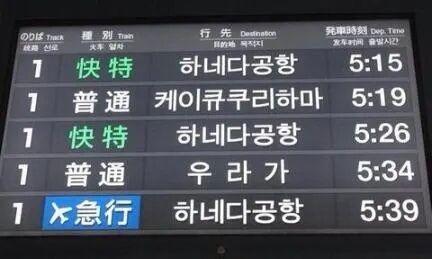 のりば Track 種別 Train 行先 Destination 発車時刻 Dep. Time
线路 선로 火车 열차 目的地 목적지 发车时间 출발시간
1 快特 하네다공항 5:15
1 普通 케이큐쿠리하마 5:19
1 快特 하네다공항 5:26
1 普通 우라가 5:34
1 急行 하네다공항 5:39